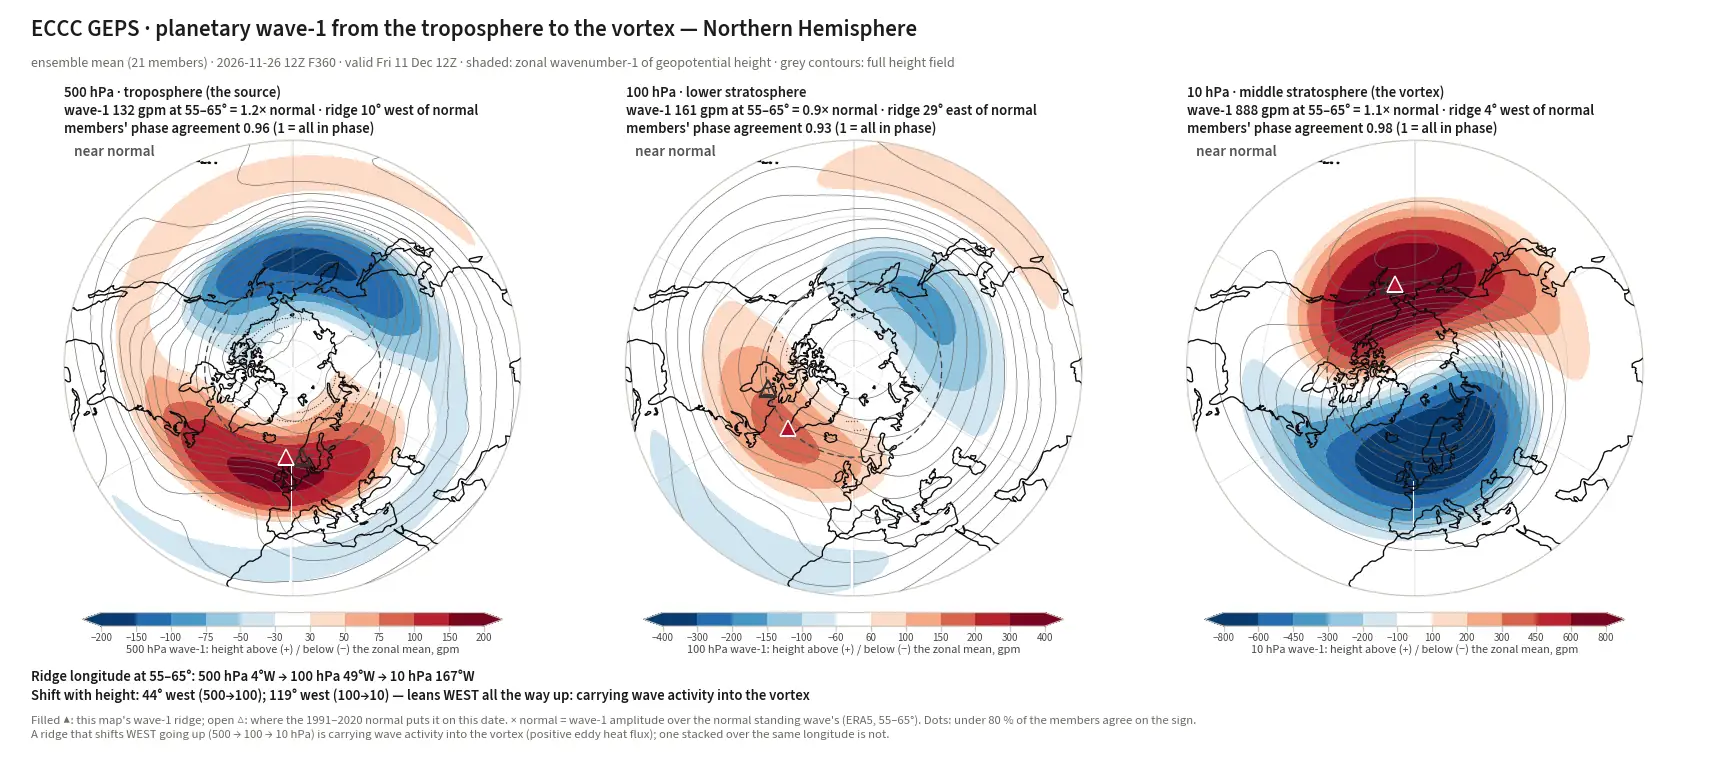 ECCC GEPS · planetary wave-1 from the troposphere to the vortex — Northern Hemisphere
ensemble mean (21 members) · 2026-11-26 12Z F360 · valid Fri 11 Dec 12Z · shaded: zonal wavenumber-1 of geopotential height · grey contours: full height field
500 hPa · troposphere (the source)
wave-1 132 gpm at 55–65° = 1.2× normal · ridge 10° west of normal
members' phase agreement 0.96 (1 = all in phase)
near normal
100 hPa · lower stratosphere
wave-1 161 gpm at 55–65° = 0.9× normal · ridge 29° east of normal
members' phase agreement 0.93 (1 = all in phase)
near normal
10 hPa · middle stratosphere (the vortex)
wave-1 888 gpm at 55–65° = 1.1× normal · ridge 4° west of normal
members' phase agreement 0.98 (1 = all in phase)
near normal
−200 −150 −100 −75 −50 −30 30 50 75 100 150 200
500 hPa wave-1: height above (+) / below (−) the zonal mean, gpm
−400 −300 −200 −150 −100 −60 60 100 150 200 300 400
100 hPa wave-1: height above (+) / below (−) the zonal mean, gpm
−800 −600 −450 −300 −200 −100 100 200 300 450 600 800
10 hPa wave-1: height above (+) / below (−) the zonal mean, gpm
Ridge longitude at 55–65°: 500 hPa 4°W → 100 hPa 49°W → 10 hPa 167°W
Shift with height: 44° west (500→100); 119° west (100→10) — leans WEST all the way up: carrying wave activity into the vortex
Filled ▲: this map's wave-1 ridge; open △: where the 1991–2020 normal puts it on this date. × normal = wave-1 amplitude over the normal standing wave's (ERA5, 55–65°). Dots: under 80 % of the members agree on the sign.
A ridge that shifts WEST going up (500 → 100 → 10 hPa) is carrying wave activity into the vortex (positive eddy heat flux); one stacked over the same longitude is not.